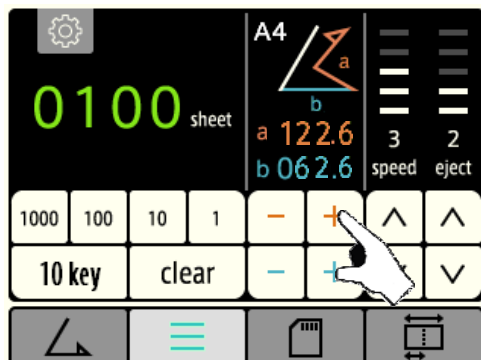 A4
a
b
0100 sheet
a 122.6
b 062.6
3 2
speed eject
1000 100 10 1 − +
10 key clear − +